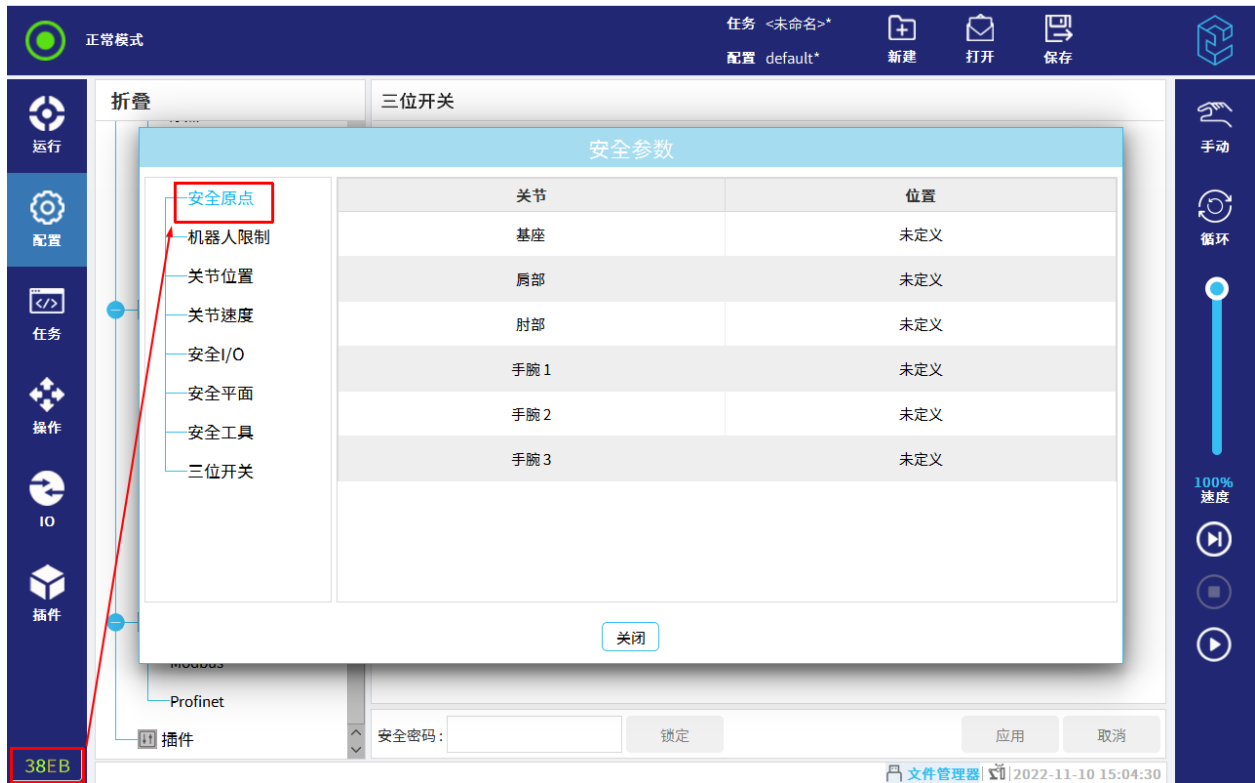 正常模式
任务 <未命名>*
配置 default*
新建
打开
保存
运行
配置
任务
操作
IO
插件
38EB
折叠
三位开关
安全参数
安全原点
机器人限制
关节位置
关节速度
安全I/O
安全平面
安全工具
三位开关
关节 位置
基座 未定义
肩部 未定义
肘部 未定义
手腕 1 未定义
手腕 2 未定义
手腕 3 未定义
关闭
Modbus
Profinet
插件
安全密码 :
锁定
应用
取消
文件管理器
2022-11-10 15:04:30
手动
循环
100%
速度